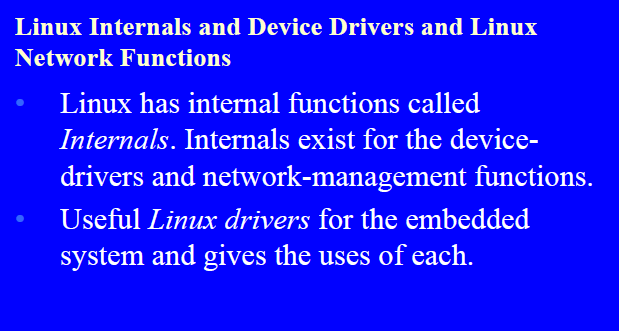 Linux Internals and Device Drivers and Linux
Network Functions
• Linux has internal functions called
Internals. Internals exist for the device-
drivers and network-management functions.
• Useful Linux drivers for the embedded
system and gives the uses of each.